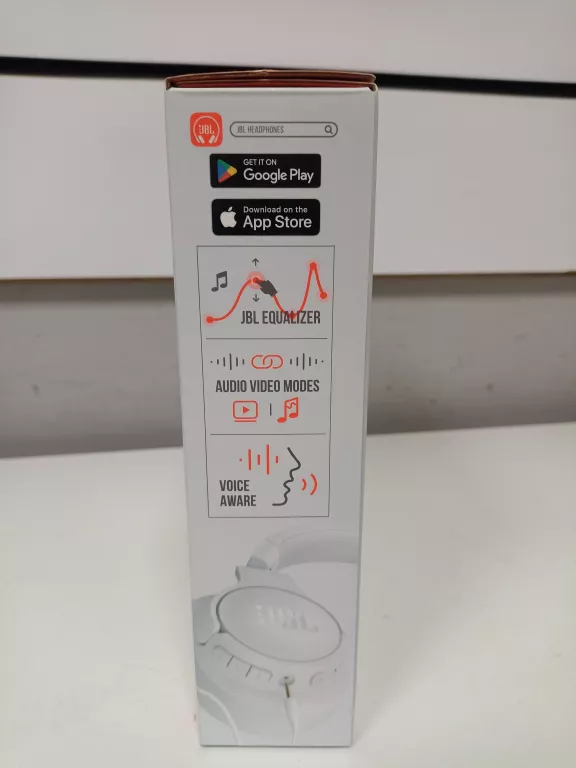 JBL
JBL HEADPHONES
GET IT ON
Google Play
Download on the
App Store
JBL EQUALIZER
AUDIO VIDEO MODES
VOICE
AWARE
JBL